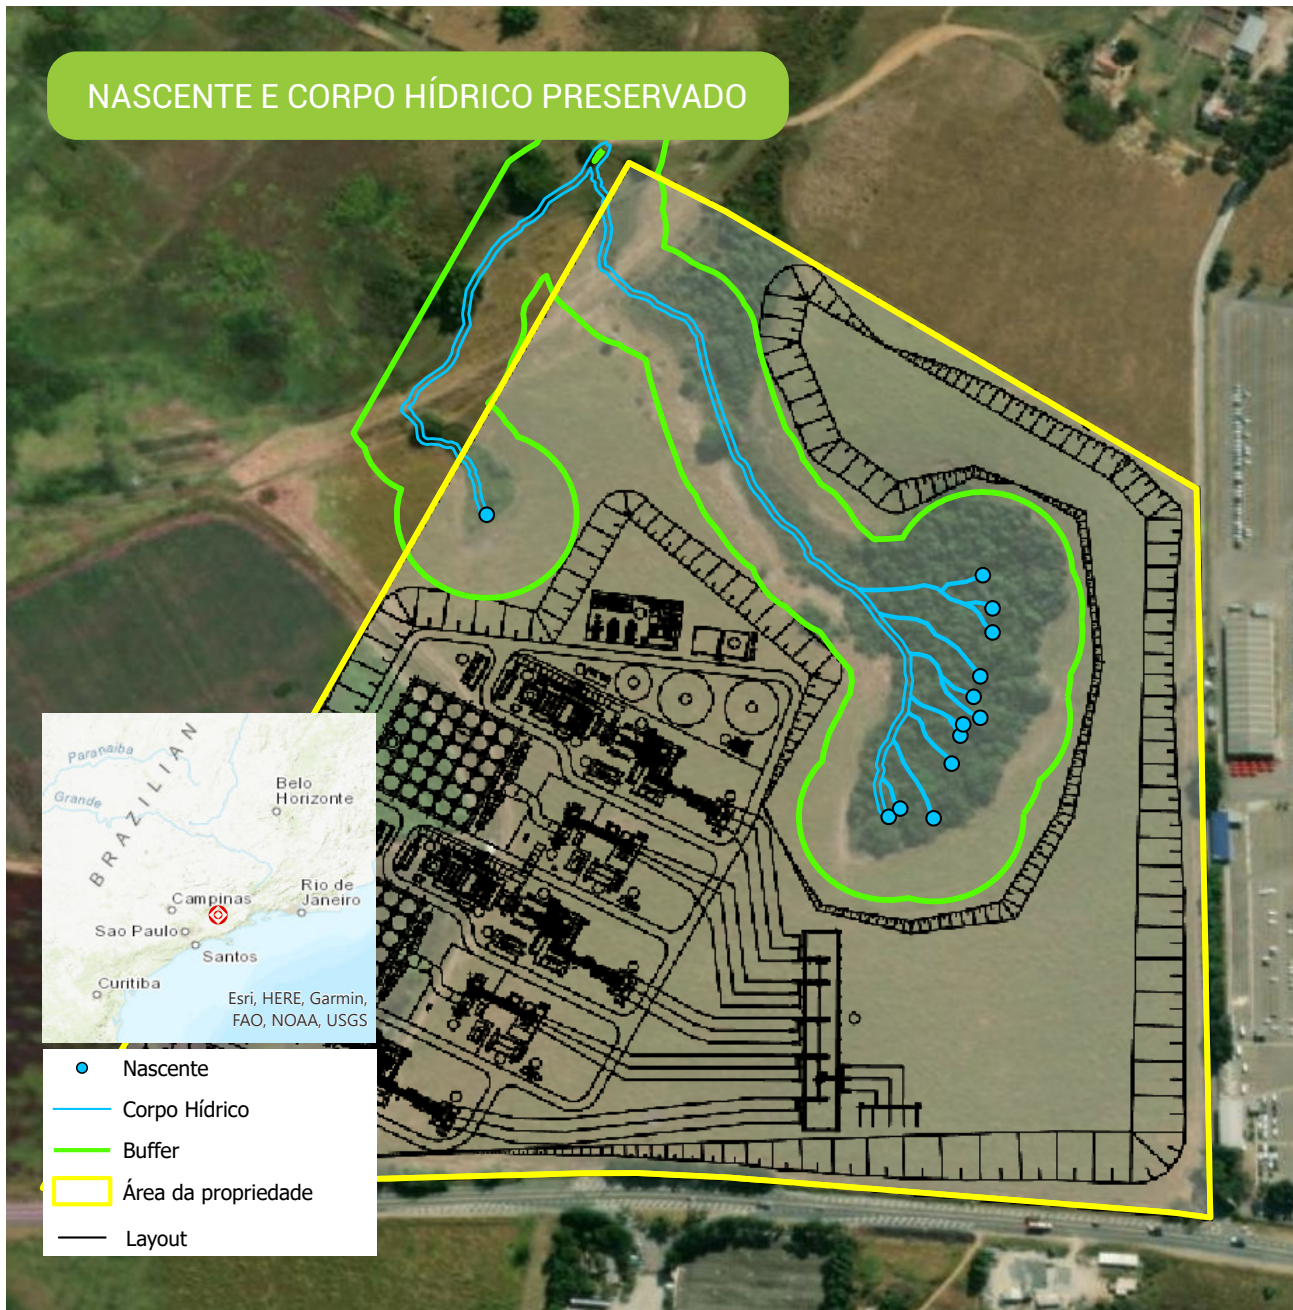 NASCENTE E CORPO HÍDRICO PRESERVADO
Paranaiba
Grande
BRAZILIAN
Belo
Horizonte
Campinas
Rio de
Janeiro
Sao Paulo
Santos
Curitiba
Esri, HERE, Garmin,
FAO, NOAA, USGS
Nascente
Corpo Hídrico
Buffer
Área da propriedade
Layout